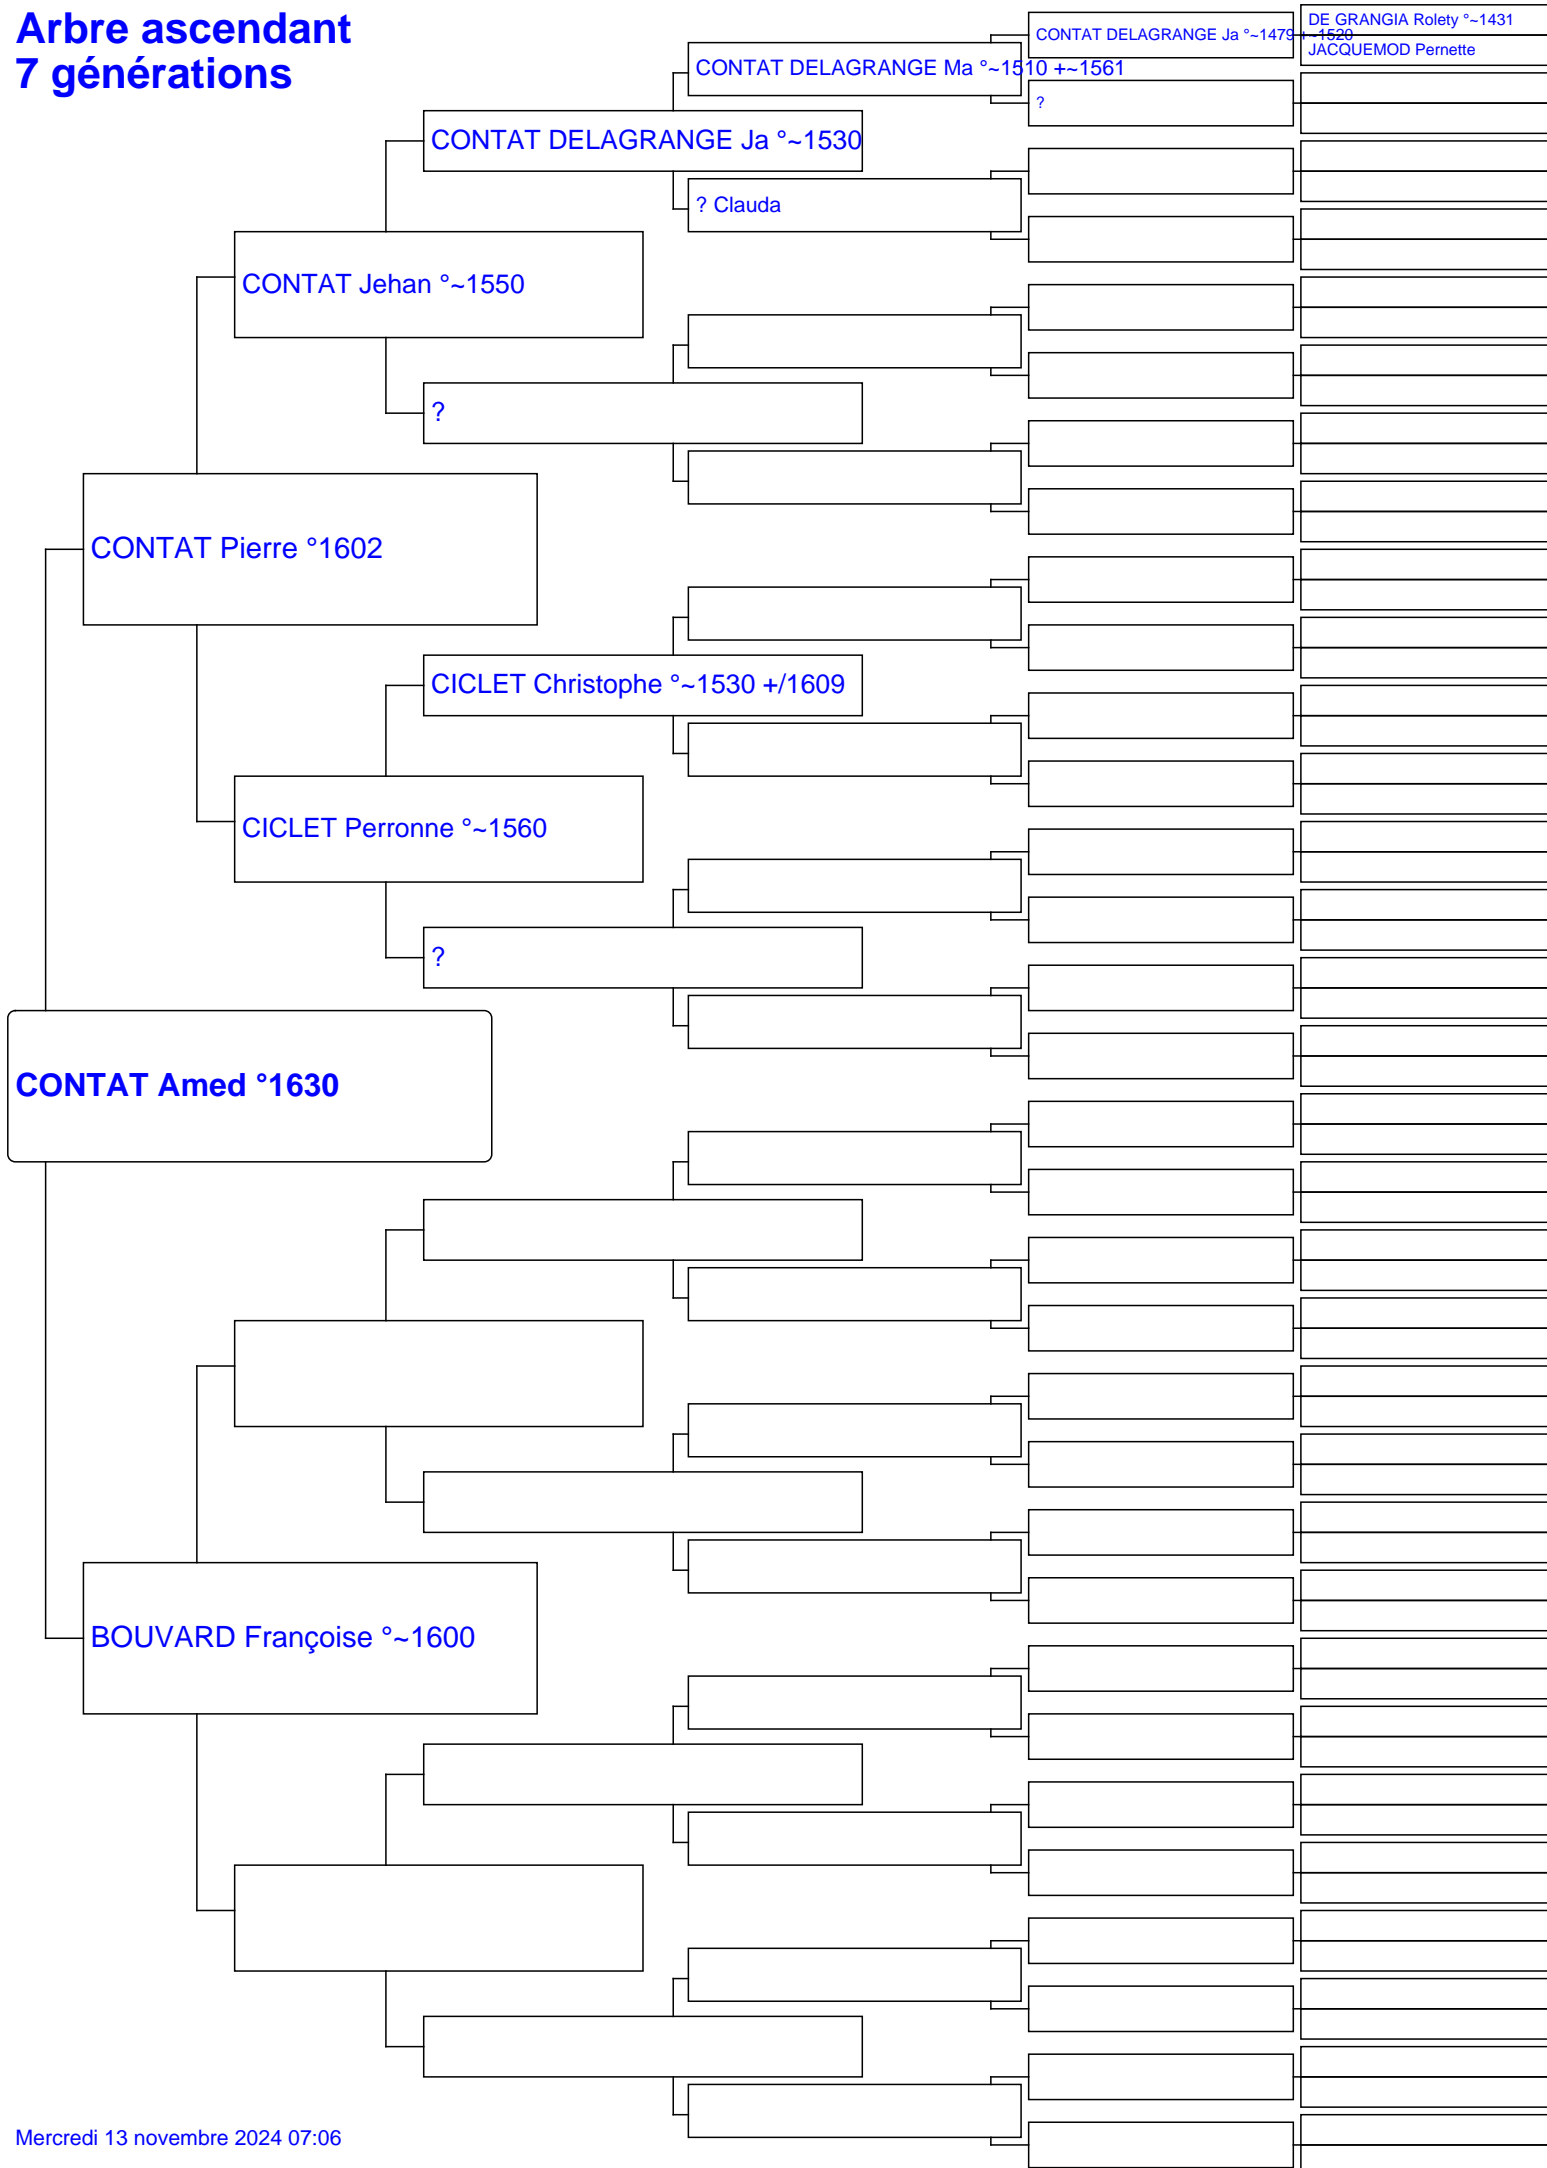 Arbre ascendant
7 générations
DE GRANGIA Rolety °~1431
CONTAT DELAGRANGE Ja °~1479 +~1520
JACQUEMOD Pernette
CONTAT DELAGRANGE Ma °~1510 +~1561
?
CONTAT DELAGRANGE Ja °~1530
? Clauda
CONTAT Jehan °~1550
?
CONTAT Pierre °1602
CICLET Christophe °~1530 +/1609
CICLET Perronne °~1560
?
CONTAT Amed °1630
BOUVARD Françoise °~1600
Mercredi 13 novembre 2024 07:06